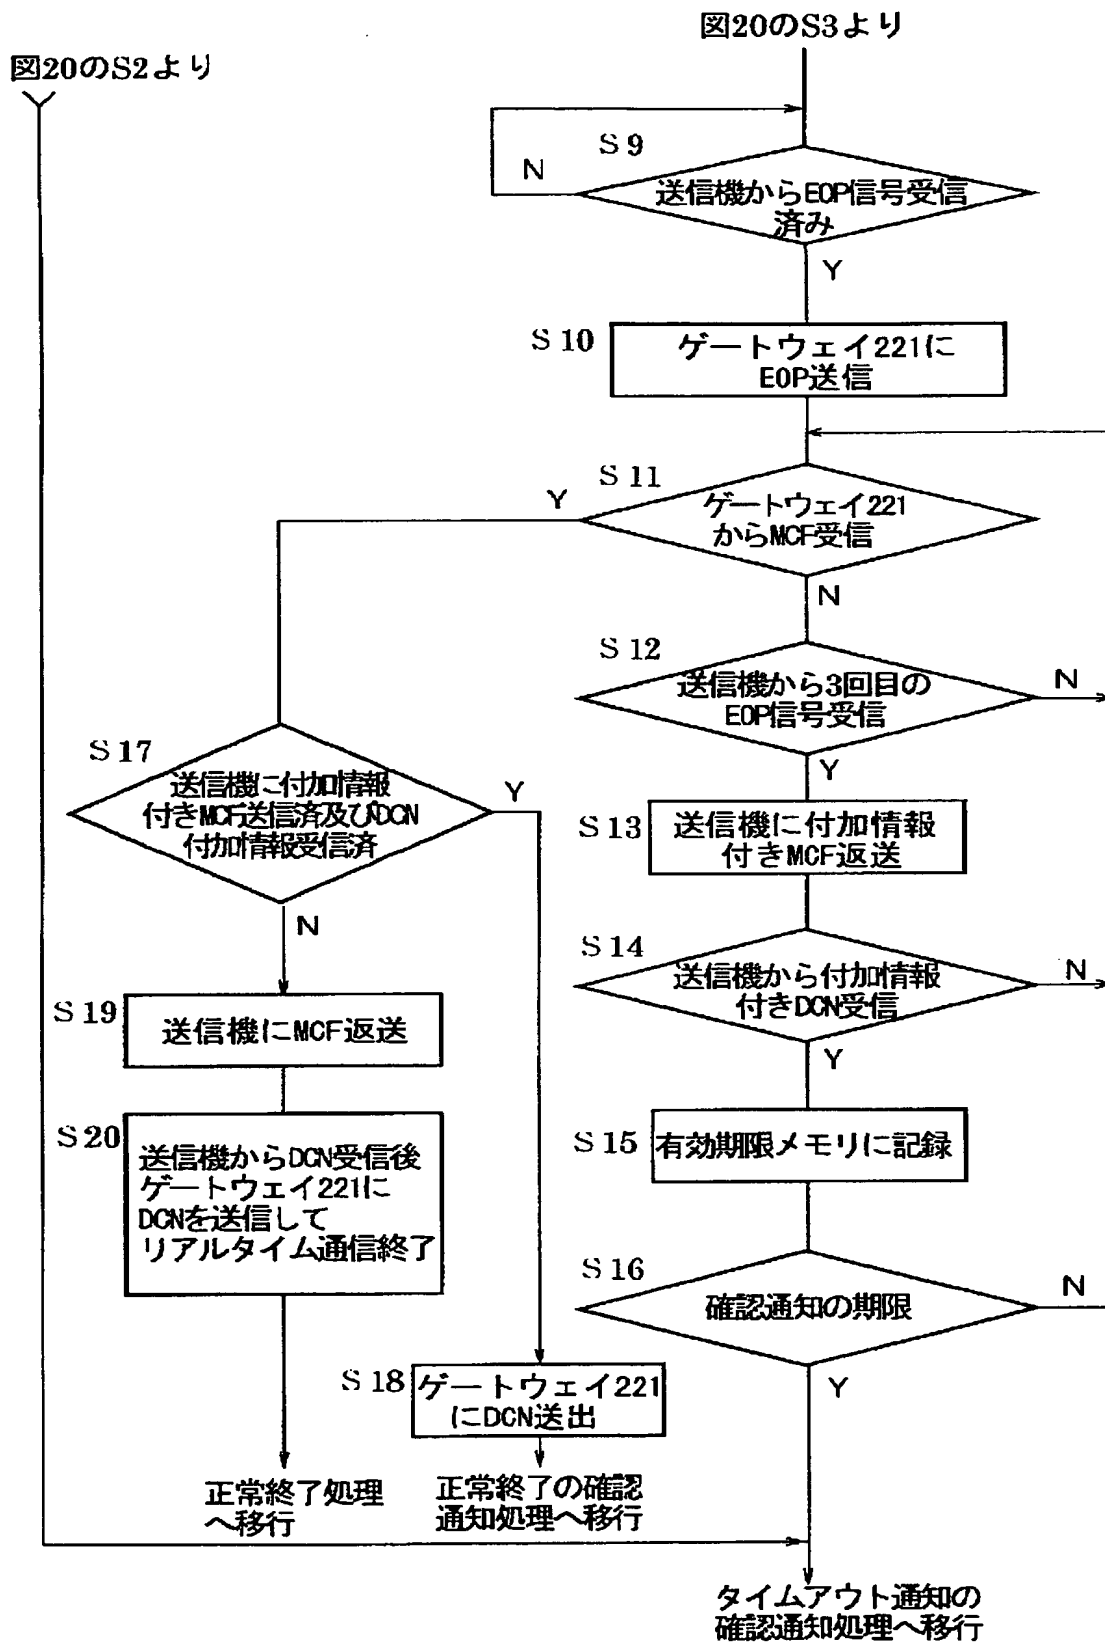 図20のS3より
図20のS2より
S 9
N
送信機からEOP信号受信
済み
Y
S 10
ゲートウェイ221に
EOP送信
S 11
Y
ゲートウェイ221
からMCF受信
N
S 12
送信機から3回目の
EOP信号受信
N
Y
S 17
送信機に付加情報
付きMCF送信済及びDCN
付加情報受信済
Y
N
S 13
送信機に付加情報
付きMCF返送
S 14
送信機から付加情報
付きDCN受信
N
Y
S 19
送信機にMCF返送
S 20
送信機からDCN受信後
ゲートウェイ221に
DCNを送信して
リアルタイム通信終了
S 15
有効期限メモリに記録
S 16
確認通知の期限
N
Y
S 18
ゲートウェイ221
にDCN送出
正常終了処理
へ移行
正常終了の確認
通知処理へ移行
タイムアウト通知の
確認通知処理へ移行